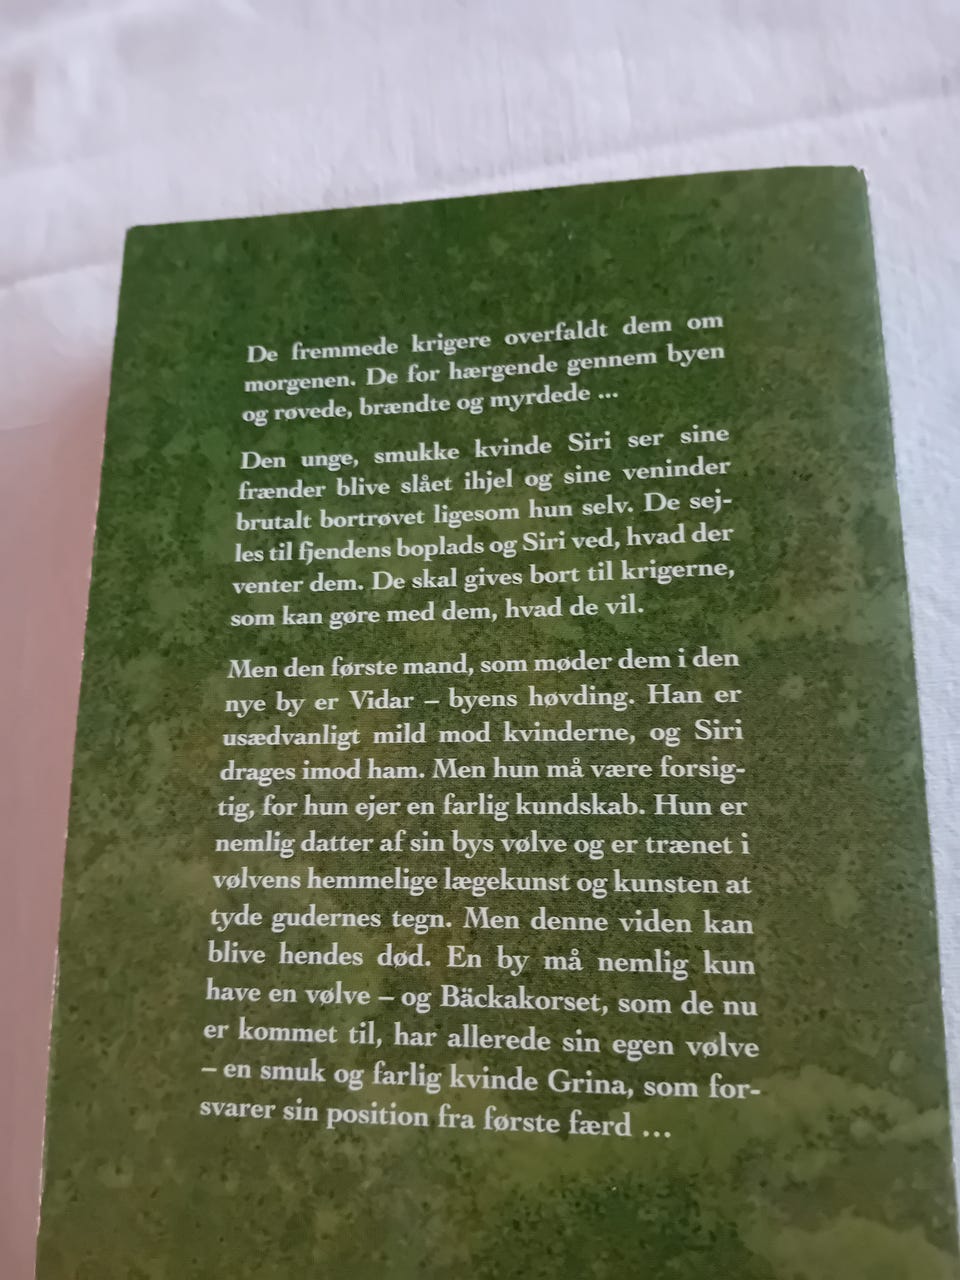 De fremmede krigere overfaldt dem om
morgenen. De for hærgende gennem byen
og røvede, brændte og myrdede ...
Den unge, smukke kvinde Siri ser sine
frænder blive slået ihjel og sine veninder
brutalt bortrøvet ligesom hun selv. De sej-
les til fjendens boplads og Siri ved, hvad der
venter dem. De skal gives bort til krigerne,
som kan gøre med dem, hvad de vil.
Men den første mand, som møder dem i den
nye by er Vidar – byens høvding. Han er
usædvanligt mild mod kvinderne, og Siri
drages imod ham. Men hun må være forsig-
tig, for hun ejer en farlig kundskab. Hun er
nemlig datter af sin bys vølve og er trænet i
vølvens hemmelige lægekunst og kunsten at
tyde gudernes tegn. Men denne viden kan
blive hendes død. En by må nemlig kun
have en vølve – og Bäckakorset, som de nu
er kommet til, har allerede sin egen vølve
– en smuk og farlig kvinde Grina, som for-
svarer sin position fra første færd ...